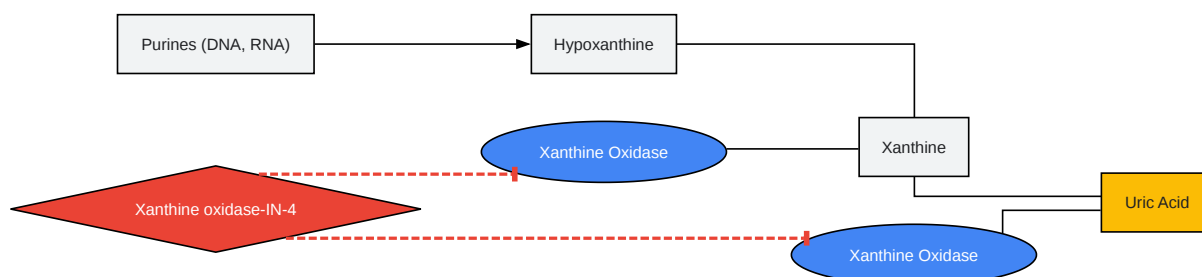 Purines (DNA, RNA)
Hypoxanthine
Xanthine Oxidase
Xanthine
Xanthine oxidase-IN-4
Uric Acid
Xanthine Oxidase